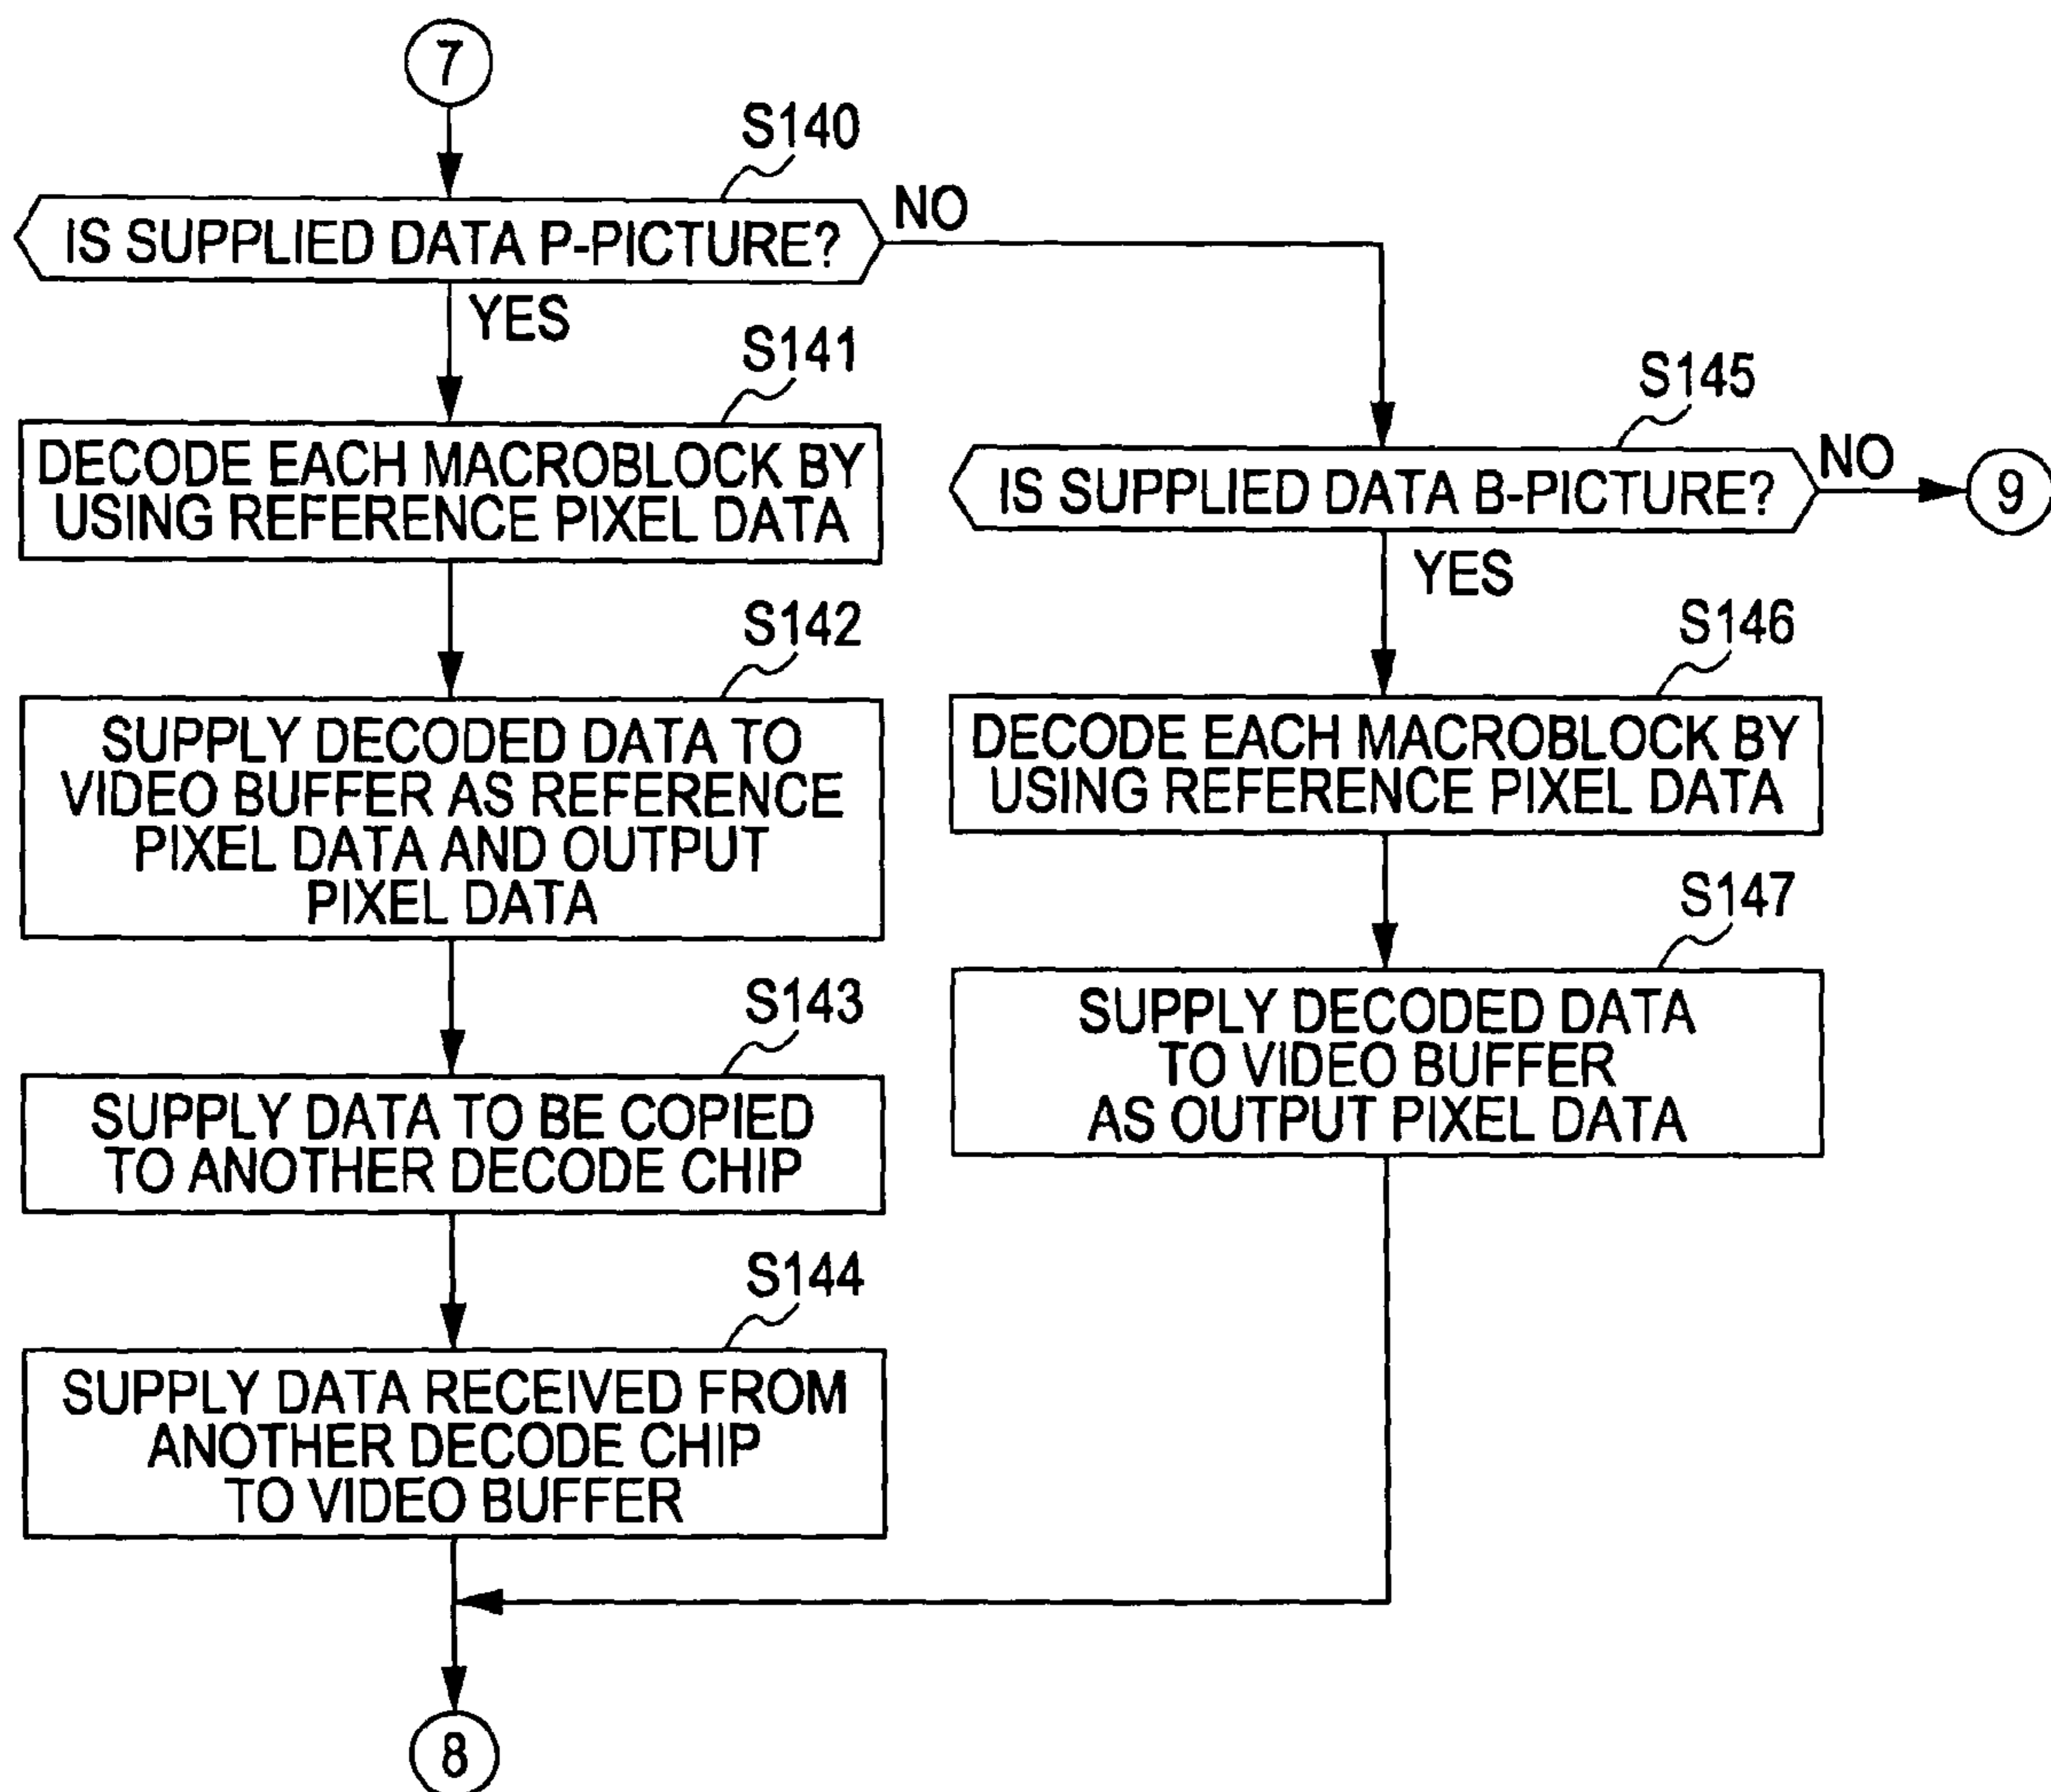 7
S140
IS SUPPLIED DATA P-PICTURE?
NO
YES
S141
DECODE EACH MACROBLOCK BY
USING REFERENCE PIXEL DATA
S142
SUPPLY DECODED DATA TO
VIDEO BUFFER AS REFERENCE
PIXEL DATA AND OUTPUT
PIXEL DATA
S143
SUPPLY DATA TO BE COPIED
TO ANOTHER DECODE CHIP
S144
SUPPLY DATA RECEIVED FROM
ANOTHER DECODE CHIP
TO VIDEO BUFFER
8
S145
IS SUPPLIED DATA B-PICTURE?
NO
9
YES
S146
DECODE EACH MACROBLOCK BY
USING REFERENCE PIXEL DATA
S147
SUPPLY DECODED DATA
TO VIDEO BUFFER
AS OUTPUT PIXEL DATA